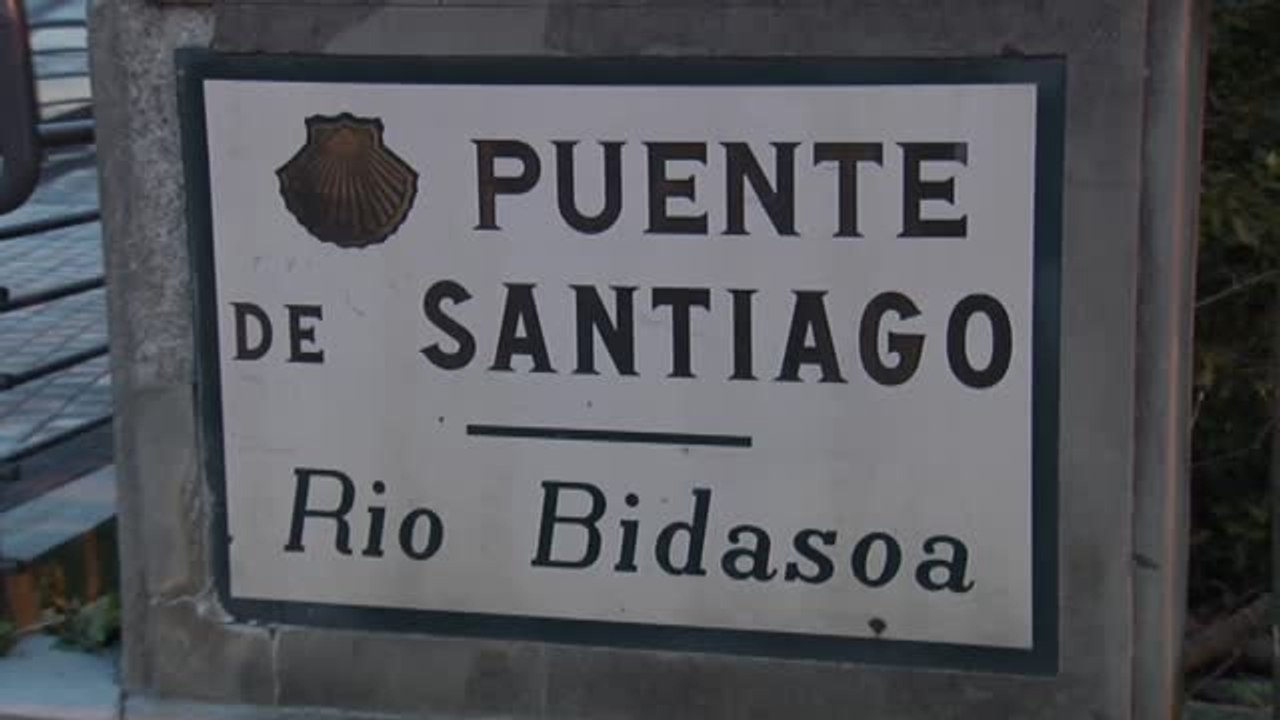 PUENTE
DE SANTIAGO
Rio Bidasoa